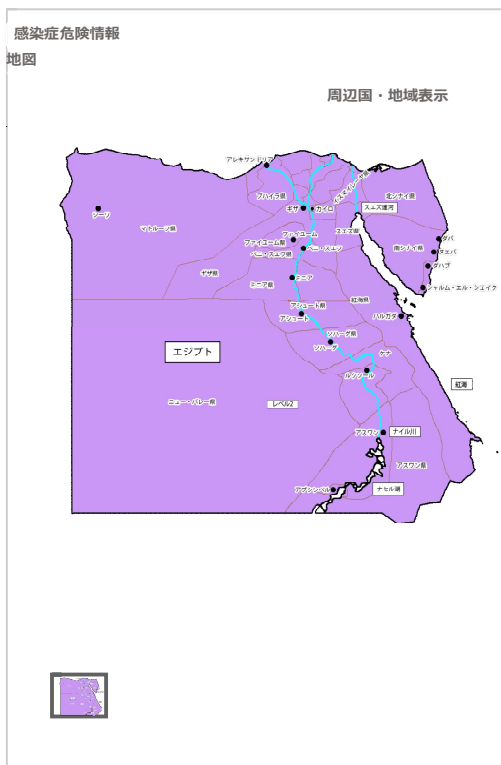 感染症危険情報
地図
周辺国・地域表示
アレキサンドリア
ブハイラ県
イスマイレーヤ県
北シナイ県
スエズ運河
シーワ
ギザ
カイロ
マトルーフ県
スエズ県
ファイユーム
ファイユーム県
ベニ・スエフ
ベニ・スエフ県
南シナイ県
タバ
ヌエバ
ダハブ
ギザ県
ミニア
ミニア県
シャルム・エル・シェイク
紅海県
アシュート県
アシュート
ハルガダ
ソハーグ県
ソハーグ
エジプト
ケナ
ルクソール
紅海
ニュー・バレー県
レベル2
アスワン
ナイル川
アスワン県
アブシンベル
ナセル湖